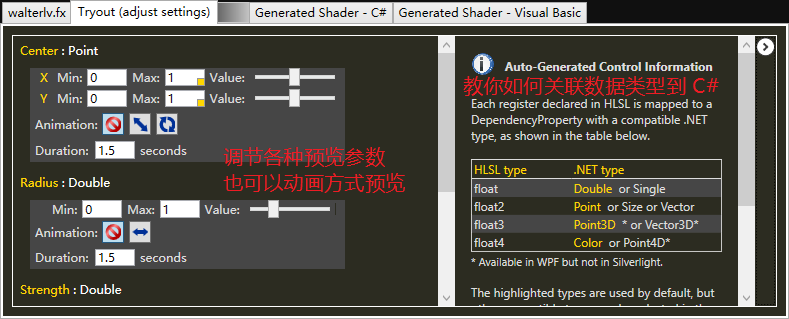 walterlv.fx
Tryout (adjust settings)
Generated Shader - C#
Generated Shader - Visual Basic
Center : Point
X Min: 0 Max: 1 Value:
Y Min: 0 Max: 1 Value:
Animation:
Duration: 1.5 seconds
调节各种预览参数
也可以动画方式预览
Radius : Double
Min: 0 Max: 1 Value:
Animation:
Duration: 1.5 seconds
Strength : Double
Auto-Generated Control Information
教你如何关联数据类型到 C#
Each register declared in HLSL is mapped to a
DependencyProperty with a compatible .NET
type, as shown in the table below.
HLSL type .NET type
float Double or Single
float2 Point or Size or Vector
float3 Point3D * or Vector3D*
float4 Color or Point4D*
* Available in WPF but not in Silverlight.
The highlighted types are used by default, but